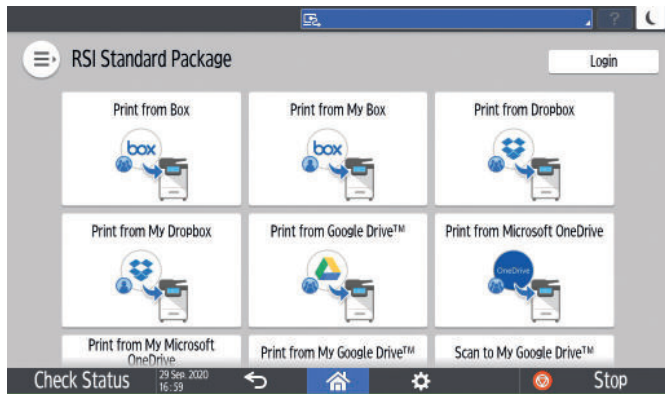 ?
RSI Standard Package
Login
Print from Box
box
Print from My Box
box
Print from Dropbox
Print from My Dropbox
Print from Google Drive™
Print from Microsoft OneDrive
OneDrive
Print from My Microsoft
OneDrive
Print from My Google Drive™
Scan to My Google Drive™
Check Status
29 Sep. 2020
16:59
Stop